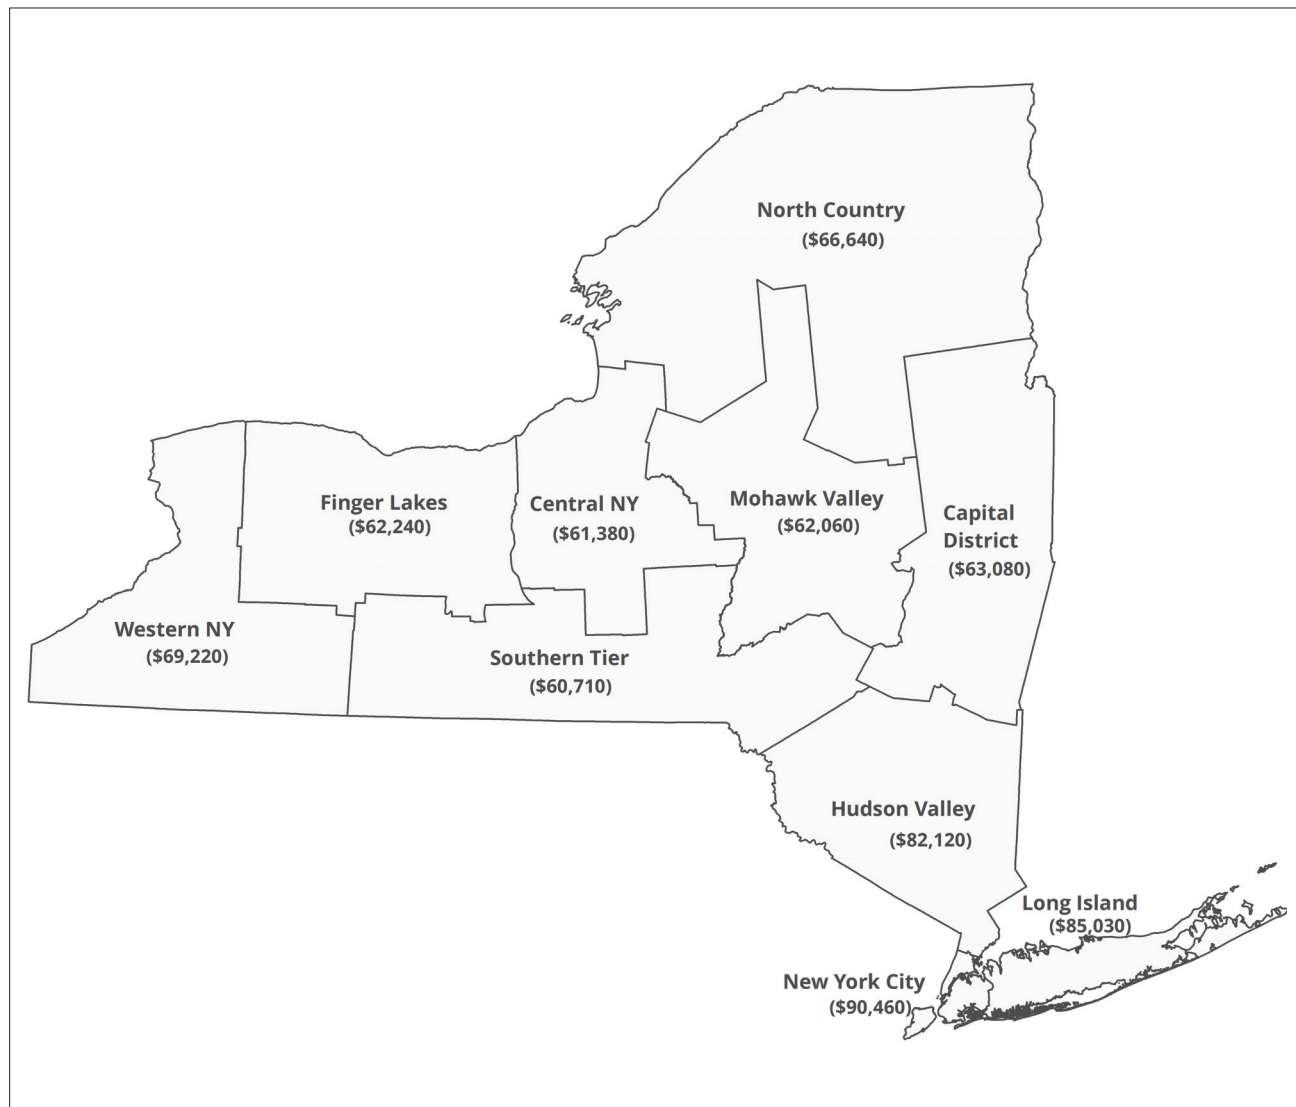 North Country
($66,640)
Finger Lakes
($62,240)
Central NY
($61,380)
Mohawk Valley
($62,060)
Capital
District
($63,080)
Western NY
($69,220)
Southern Tier
($60,710)
Hudson Valley
($82,120)
Long Island
($85,030)
New York City
($90,460)